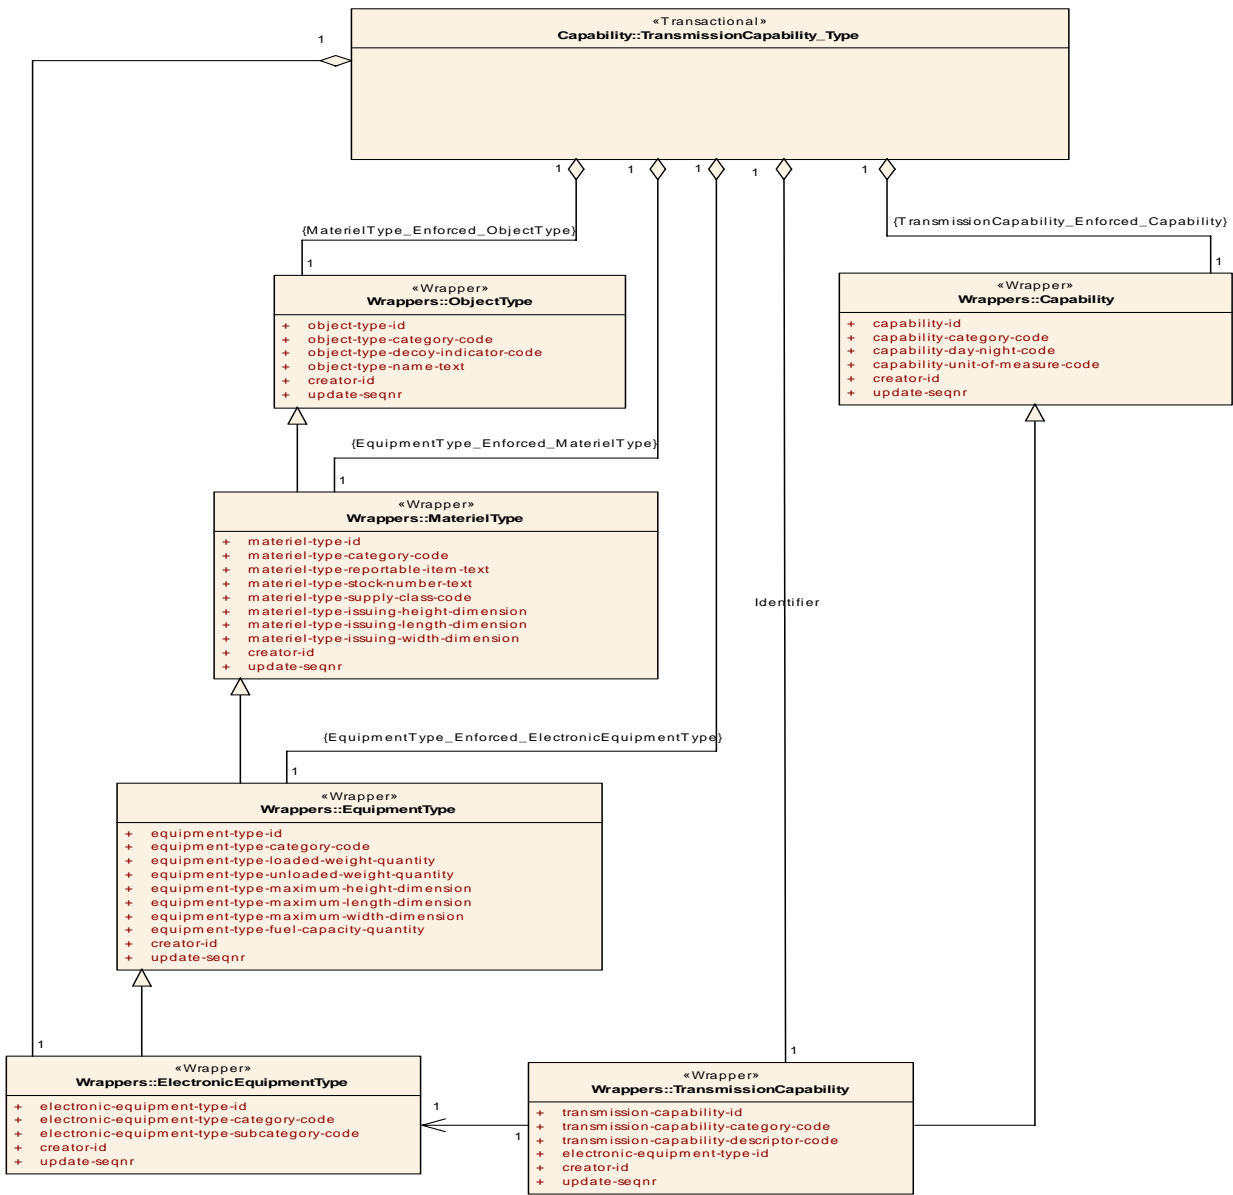 «Transactional»
Capability::TransmissionCapability_Type
1
1
1
1
1
1
{MaterielType_Enforced_ObjectType}
{TransmissionCapability_Enforced_Capability}
1
1
«Wrapper»
Wrappers::ObjectType
+ object-type-id
+ object-type-category-code
+ object-type-decoy-indicator-code
+ object-type-name-text
+ creator-id
+ update-seqnr
«Wrapper»
Wrappers::Capability
+ capability-id
+ capability-category-code
+ capability-day-night-code
+ capability-unit-of-measure-code
+ creator-id
+ update-seqnr
{EquipmentType_Enforced_MaterielType}
1
«Wrapper»
Wrappers::MaterielType
+ materiel-type-id
+ materiel-type-category-code
+ materiel-type-reportable-item-text
+ materiel-type-stock-number-text
+ materiel-type-supply-class-code
+ materiel-type-issuing-height-dimension
+ materiel-type-issuing-length-dimension
+ materiel-type-issuing-width-dimension
+ creator-id
+ update-seqnr
Identifier
{EquipmentType_Enforced_ElectronicEquipmentType}
1
«Wrapper»
Wrappers::EquipmentType
+ equipment-type-id
+ equipment-type-category-code
+ equipment-type-loaded-weight-quantity
+ equipment-type-unloaded-weight-quantity
+ equipment-type-maximum-height-dimension
+ equipment-type-maximum-length-dimension
+ equipment-type-maximum-width-dimension
+ equipment-type-fuel-capacity-quantity
+ creator-id
+ update-seqnr
1
1
«Wrapper»
Wrappers::ElectronicEquipmentType
+ electronic-equipment-type-id
+ electronic-equipment-type-category-code
+ electronic-equipment-type-subcategory-code
+ creator-id
+ update-seqnr
1
1
«Wrapper»
Wrappers::TransmissionCapability
+ transmission-capability-id
+ transmission-capability-category-code
+ transmission-capability-descriptor-code
+ electronic-equipment-type-id
+ creator-id
+ update-seqnr